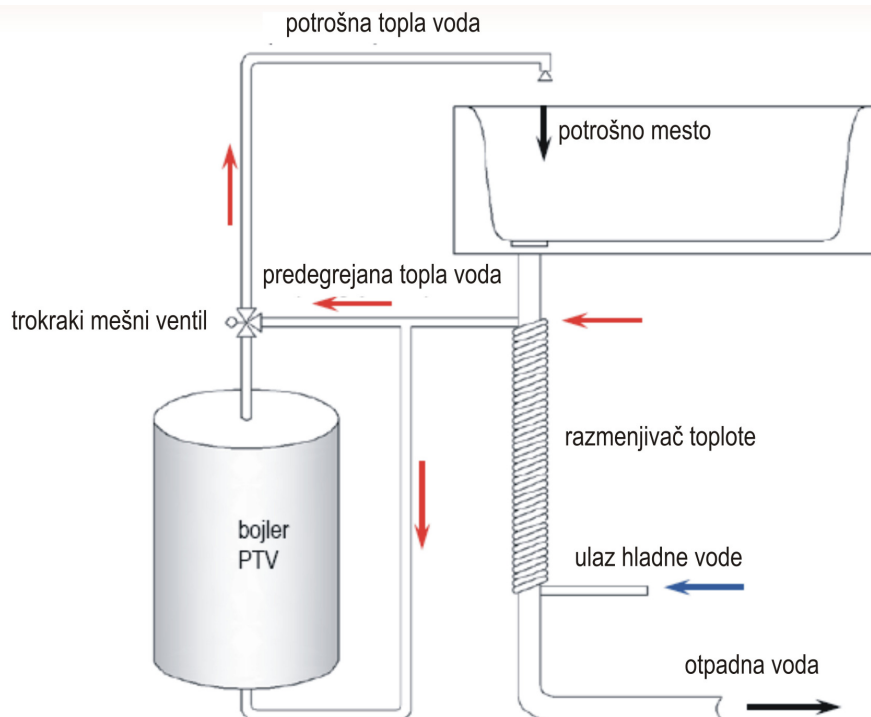 potrošna topla voda
potrošno mesto
predegrejana topla voda
trokraki mešni ventil
razmenjivač toplote
bojler
PTV
ulaz hladne vode
otpadna voda